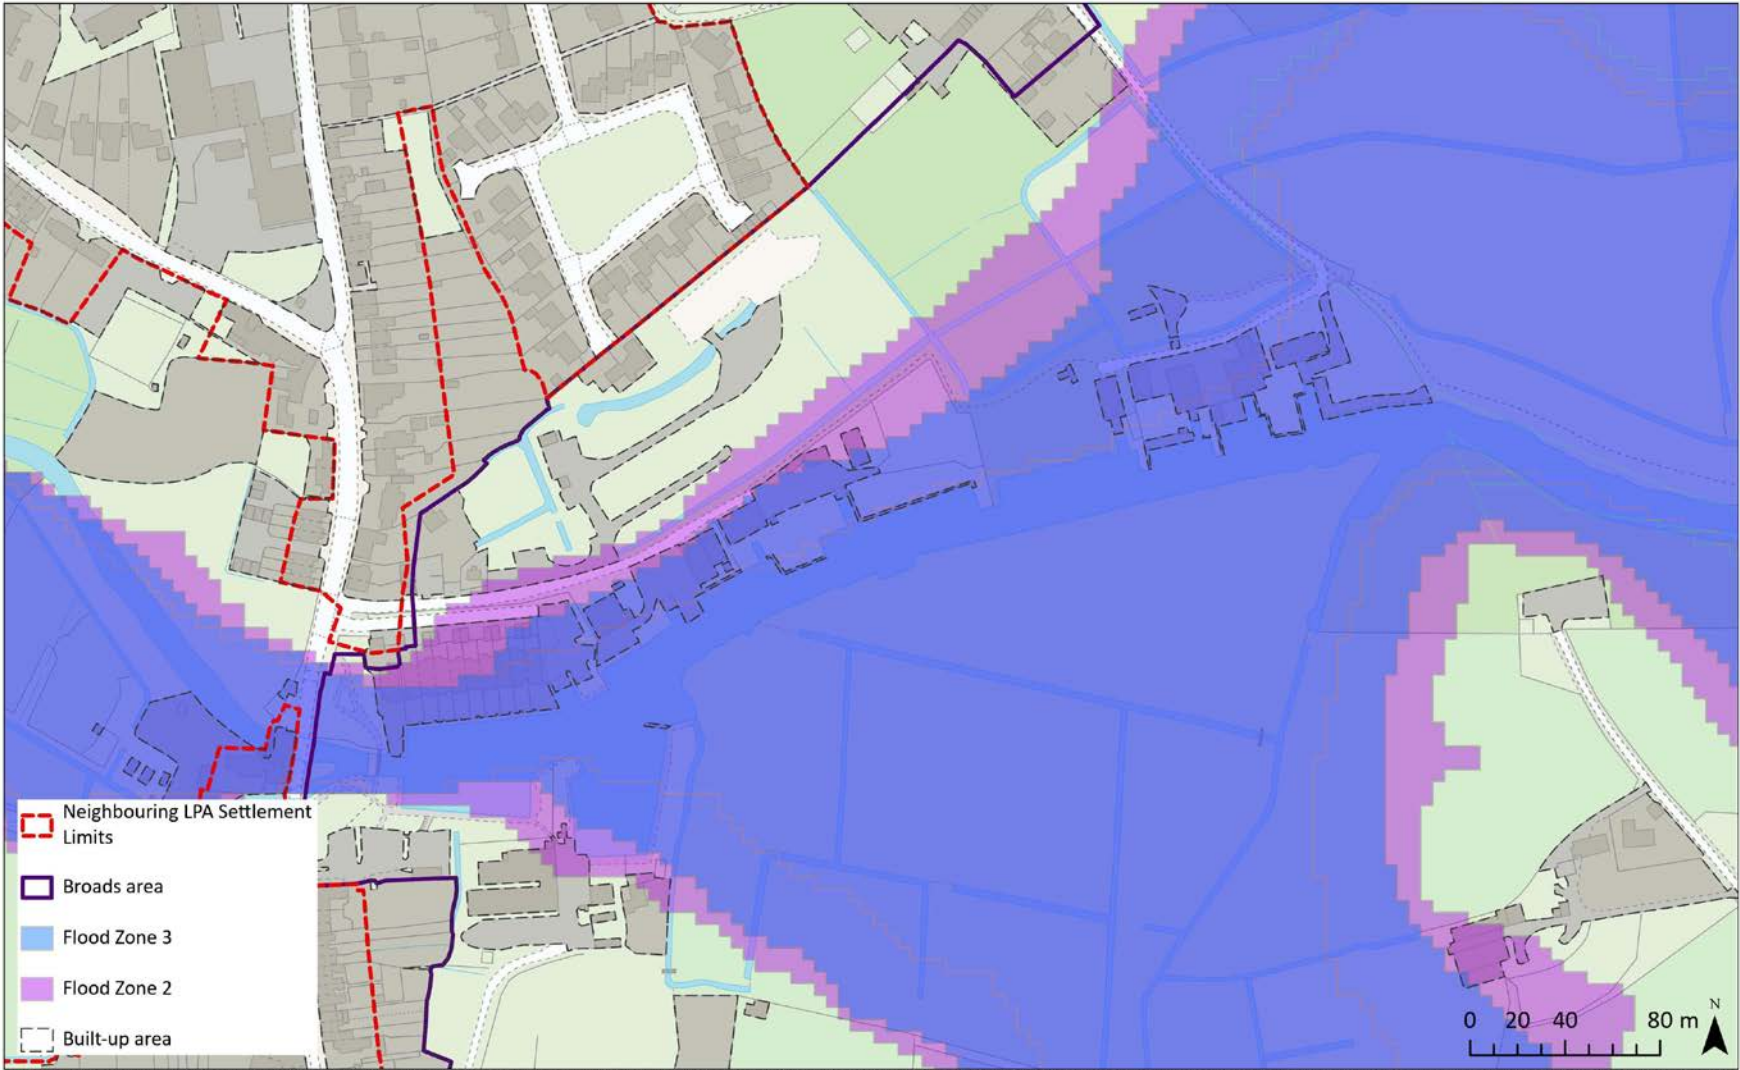 Neighbouring LPA Settlement
Limits
Broads area
Flood Zone 3
Flood Zone 2
Built-up area
N
0 20 40 80 m